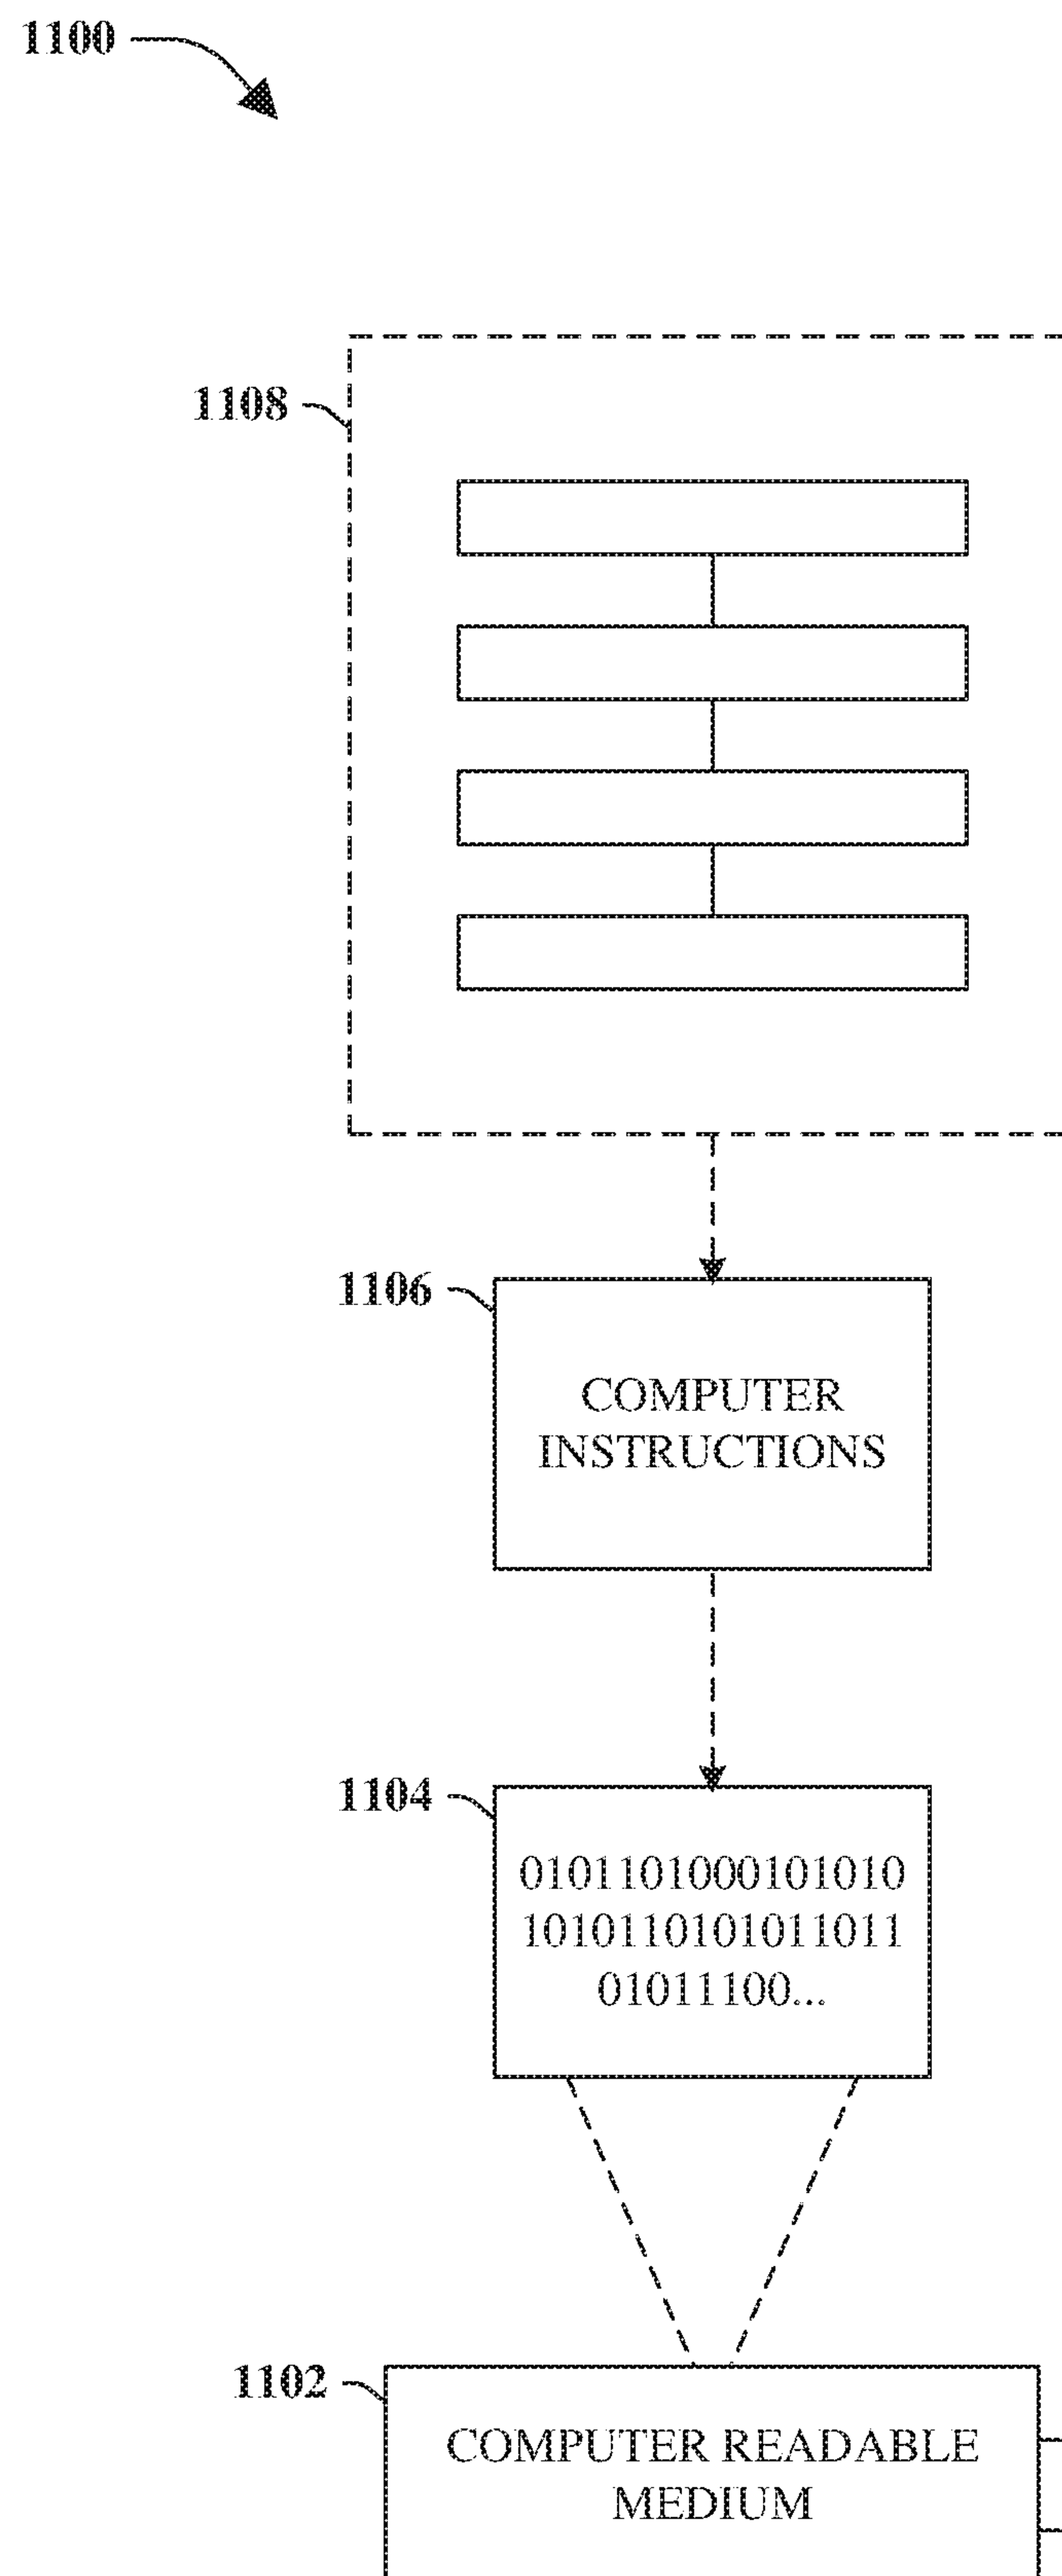 1100
1108
1106
COMPUTER
INSTRUCTIONS
1104
0101101000101010
1010110101011011
01011100...
1102
COMPUTER READABLE
MEDIUM